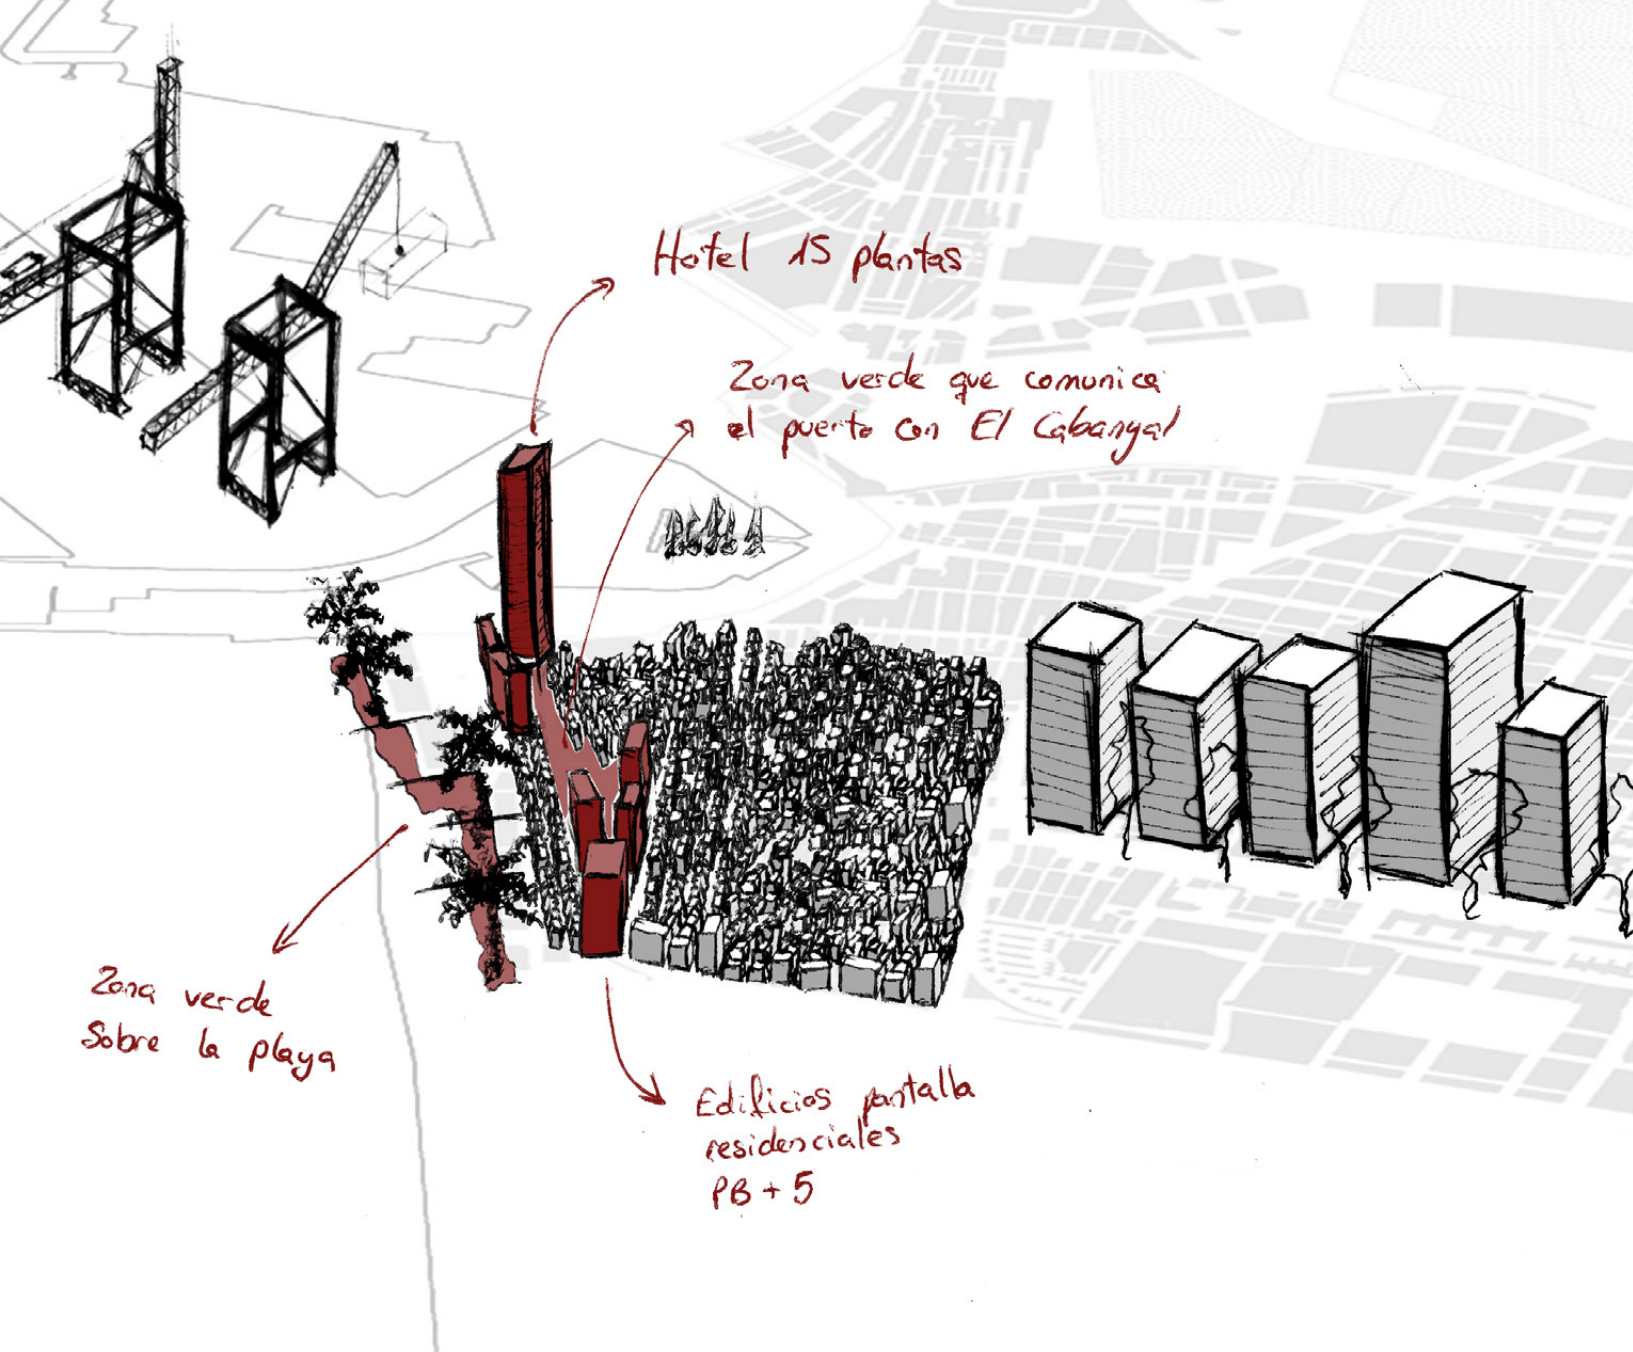 Hotel 15 plantas
Zona verde que comunica
el puerto con El Cabanyal
Zona verde
Sobre la playa
Edificios pantalla
residenciales
PB + 5